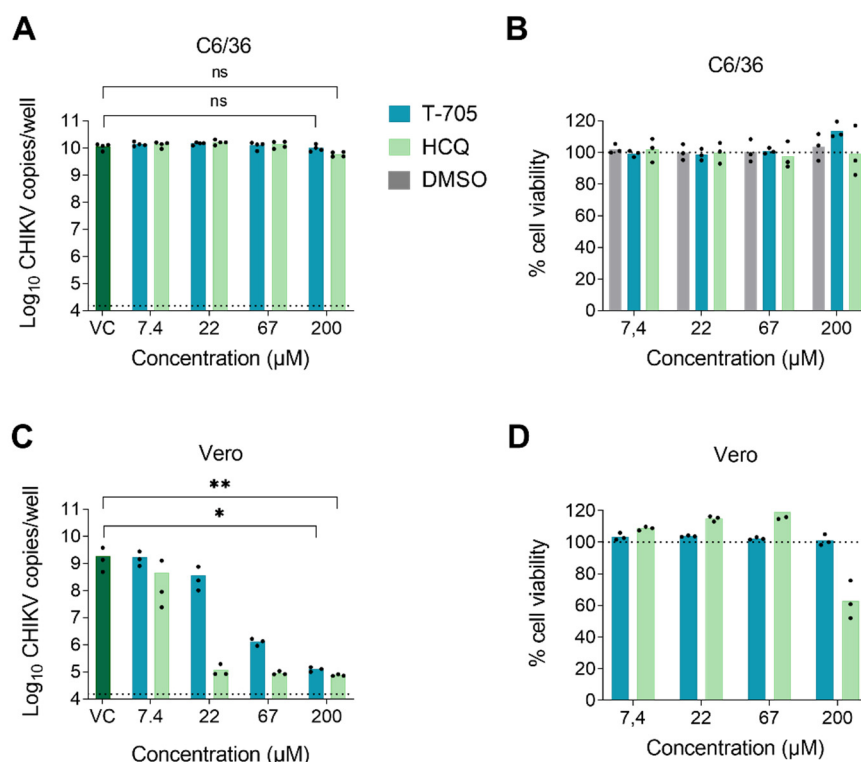 A
C6/36
ns
ns
11
10
9
8
7
6
5
4
Log10 CHIKV copies/well
VC 7.4 22 67 200
Concentration (µM)
T-705
HCQ
DMSO
B
C6/36
120
100
80
60
40
20
0
% cell viability
7,4 22 67 200
Concentration (µM)
C
Vero
**
*
11
10
9
8
7
6
5
4
Log10 CHIKV copies/well
VC 7.4 22 67 200
Concentration (µM)
D
Vero
120
100
80
60
40
20
0
% cell viability
7,4 22 67 200
Concentration (µM)